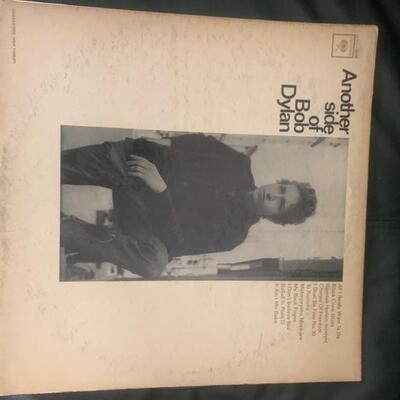 Another
side
of
Bob
Dylan
All I Really Want To Do
Black Crow Blues
Spanish Harlem Incident
Chimes Of Freedom
I Shall Be Free No. 10
To Ramona
Motorpsycho Nitemare
My Back Pages
I Don't Believe You
Ballad In Plain D
It Ain't Me Babe